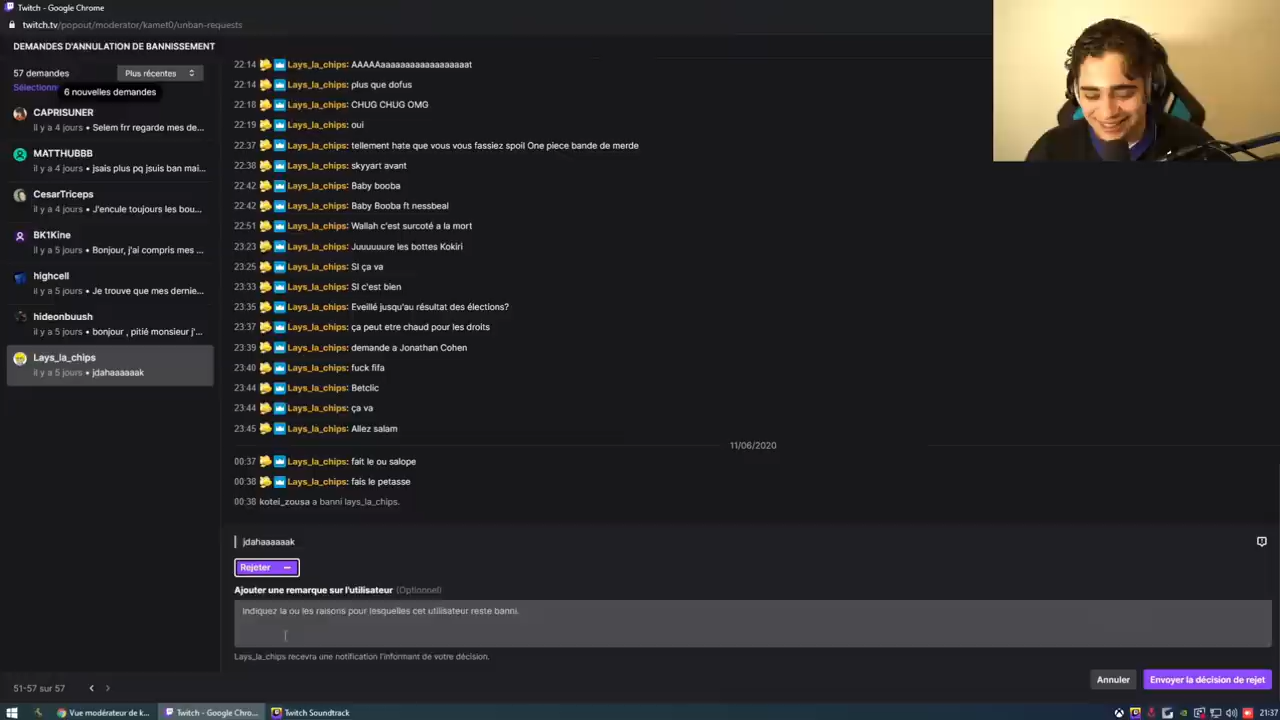 Twitch - Google Chrome
twitch.tv/popout/moderator/kamet0/unban-requests
DEMANDES D'ANNULATION DE BANNISSEMENT
57 demandes
Plus récentes
Sélection
6 nouvelles demandes
CAPRISUNER
il y a 4 jours • Selem frr regarde mes de...
MATTHUBBB
il y a 4 jours • jsais plus pq jsuis ban mai...
CesarTriceps
il y a 4 jours • J'encule toujours les bou...
BK1Kine
il y a 5 jours • Bonjour, j'ai compris mes ...
highcell
il y a 5 jours • Je trouve que mes dernie...
hideonbuush
il y a 5 jours • bonjour , pitié monsieur j'...
Lays_la_chips
il y a 5 jours • jdahaaaaaak
51-57 sur 57
22:14 Lays_la_chips: AAAAAaaaaaaaaaaaaaaaaat
22:14 Lays_la_chips: plus que dofus
22:18 Lays_la_chips: CHUG CHUG OMG
22:19 Lays_la_chips: oui
22:37 Lays_la_chips: tellement hate que vous vous fassiez spoil One piece bande de merde
22:38 Lays_la_chips: skyyart avant
22:42 Lays_la_chips: Baby booba
22:42 Lays_la_chips: Baby Booba ft nessbeal
22:51 Lays_la_chips: Wallah c'est surcoté a la mort
23:23 Lays_la_chips: Juuuuuure les bottes Kokiri
23:25 Lays_la_chips: SI ça va
23:33 Lays_la_chips: SI c'est bien
23:35 Lays_la_chips: Eveillé jusqu'au résultat des élections?
23:37 Lays_la_chips: ça peut etre chaud pour les droits
23:39 Lays_la_chips: demande a Jonathan Cohen
23:40 Lays_la_chips: fuck fifa
23:44 Lays_la_chips: Betclic
23:44 Lays_la_chips: ça va
23:45 Lays_la_chips: Allez salam
11/06/2020
00:37 Lays_la_chips: fait le ou salope
00:38 Lays_la_chips: fais le petasse
00:38 kotei_zousa a banni lays_la_chips.
jdahaaaaaak
Rejeter
Ajouter une remarque sur l'utilisateur (Optionnel)
Indiquez la ou les raisons pour lesquelles cet utilisateur reste banni.
Lays_la_chips recevra une notification l'informant de votre décision.
Annuler
Envoyer la décision de rejet
Vue modérateur de k...
Twitch - Google Chro...
Twitch Soundtrack
21:37